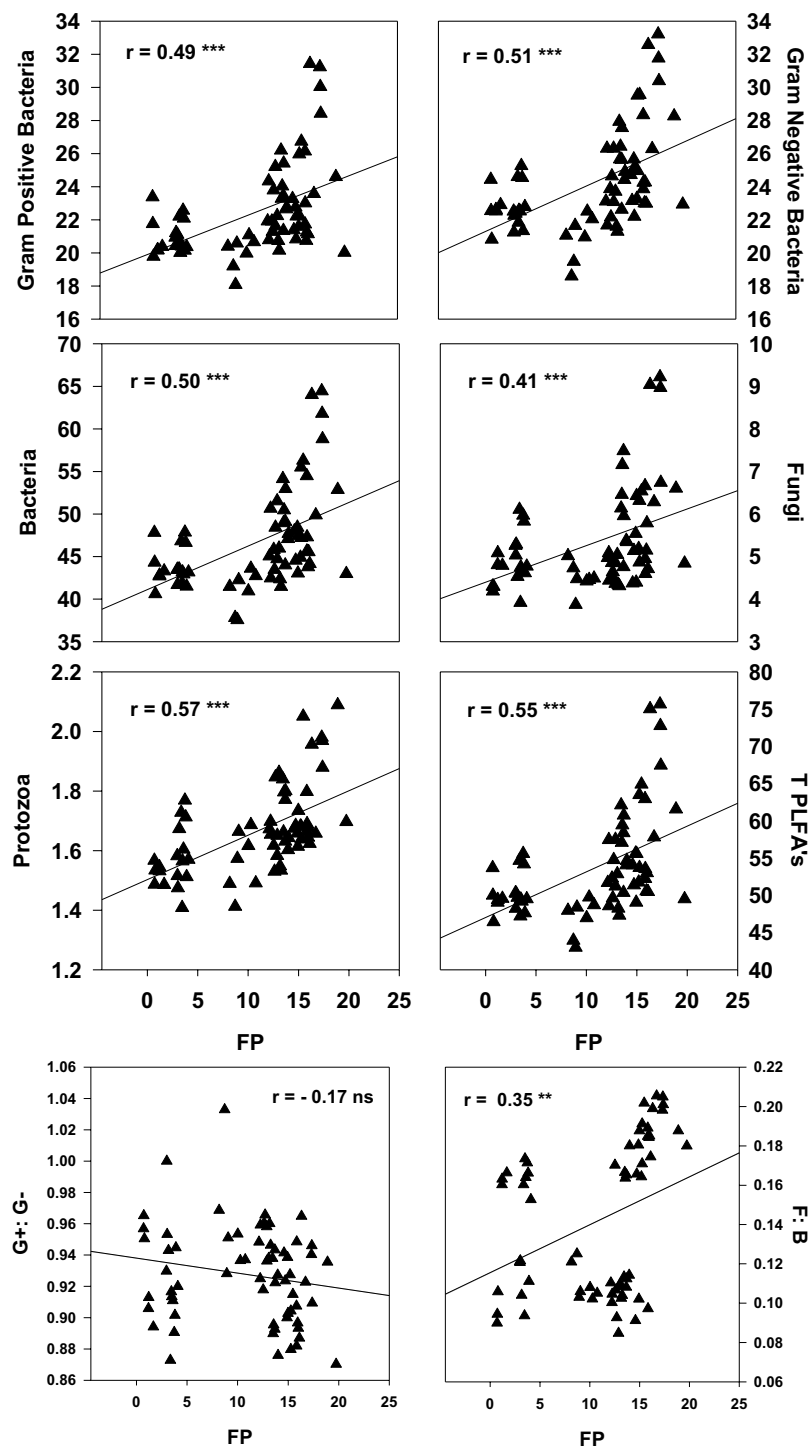 r = 0.49 ***
Gram Positive Bacteria
34
32
30
28
26
24
22
20
18
16
r = 0.51 ***
34
32
30
28
26
24
22
20
18
16
Gram Negative Bacteria
r = 0.50 ***
Bacteria
70
65
60
55
50
45
40
35
r = 0.41 ***
10
9
8
7
6
5
4
3
Fungi
r = 0.57 ***
Protozoa
2.2
2.0
1.8
1.6
1.4
1.2
0 5 10 15 20 25
FP
r = 0.55 ***
80
75
70
65
60
55
50
45
40
T PLFA's
0 5 10 15 20 25
FP
r = - 0.17 ns
G+: G-
1.06
1.04
1.02
1.00
0.98
0.96
0.94
0.92
0.90
0.88
0.86
0 5 10 15 20 25
FP
r = 0.35 **
0.22
0.20
0.18
0.16
0.14
0.12
0.10
0.08
0.06
F: B
0 5 10 15 20 25
FP